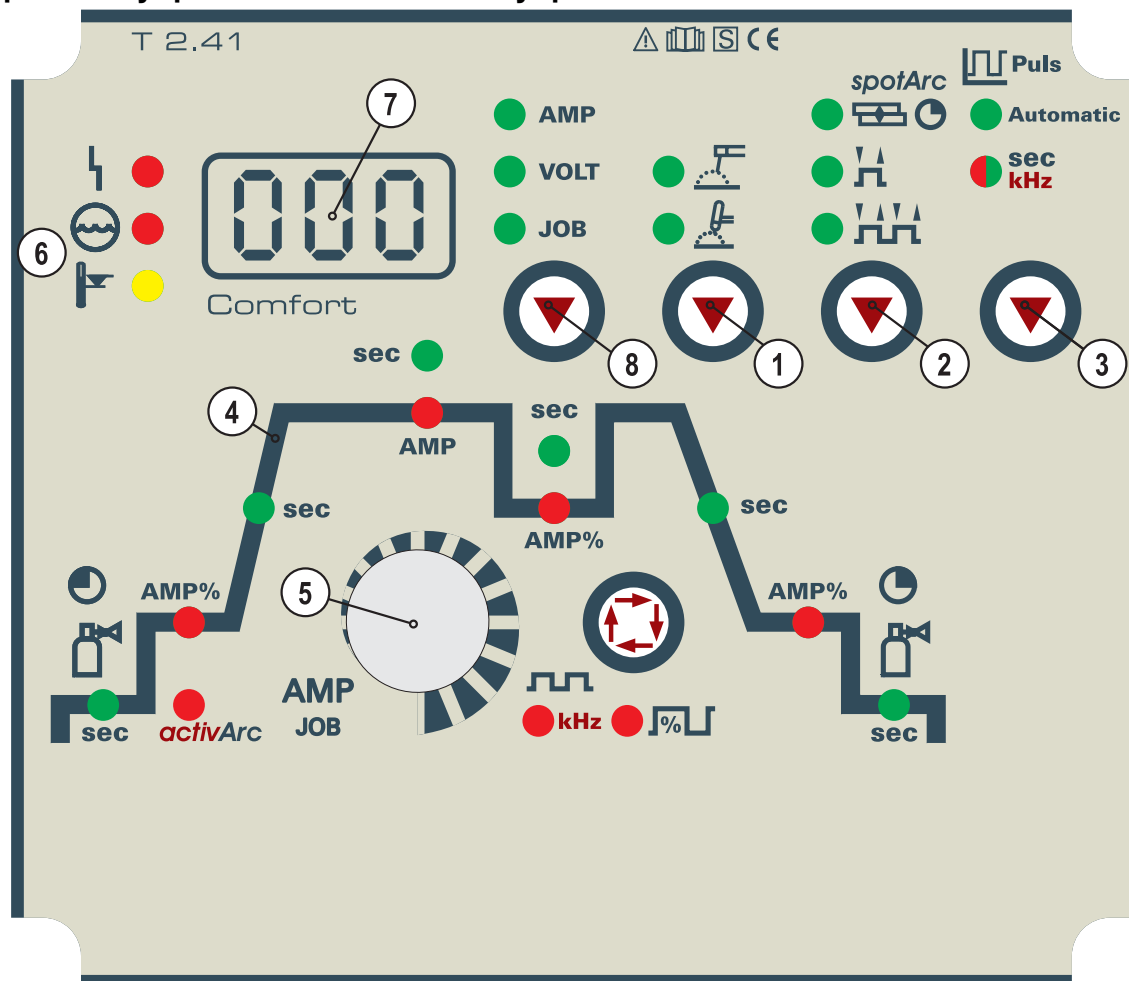 T 2.41
S CE
Puls
spotArc
AMP
Automatic
VOLT
sec
kHz
JOB
7
6
000
Comfort
8
1
2
3
sec
4
AMP
sec
sec
AMP%
sec
5
AMP%
AMP%
AMP
JOB
sec
activArc
kHz
%
sec